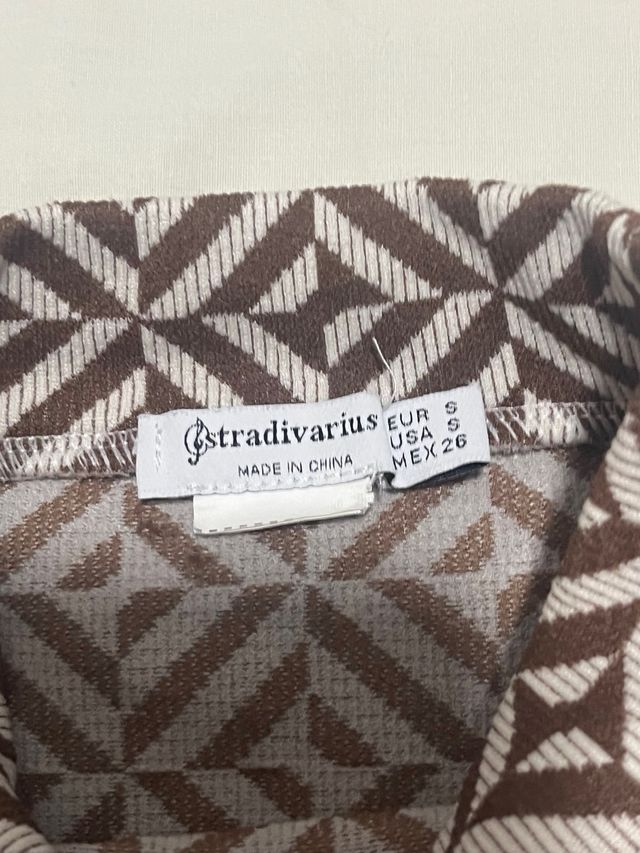 stradivarius
MADE IN CHINA
EUR S
USA S
MEX 26